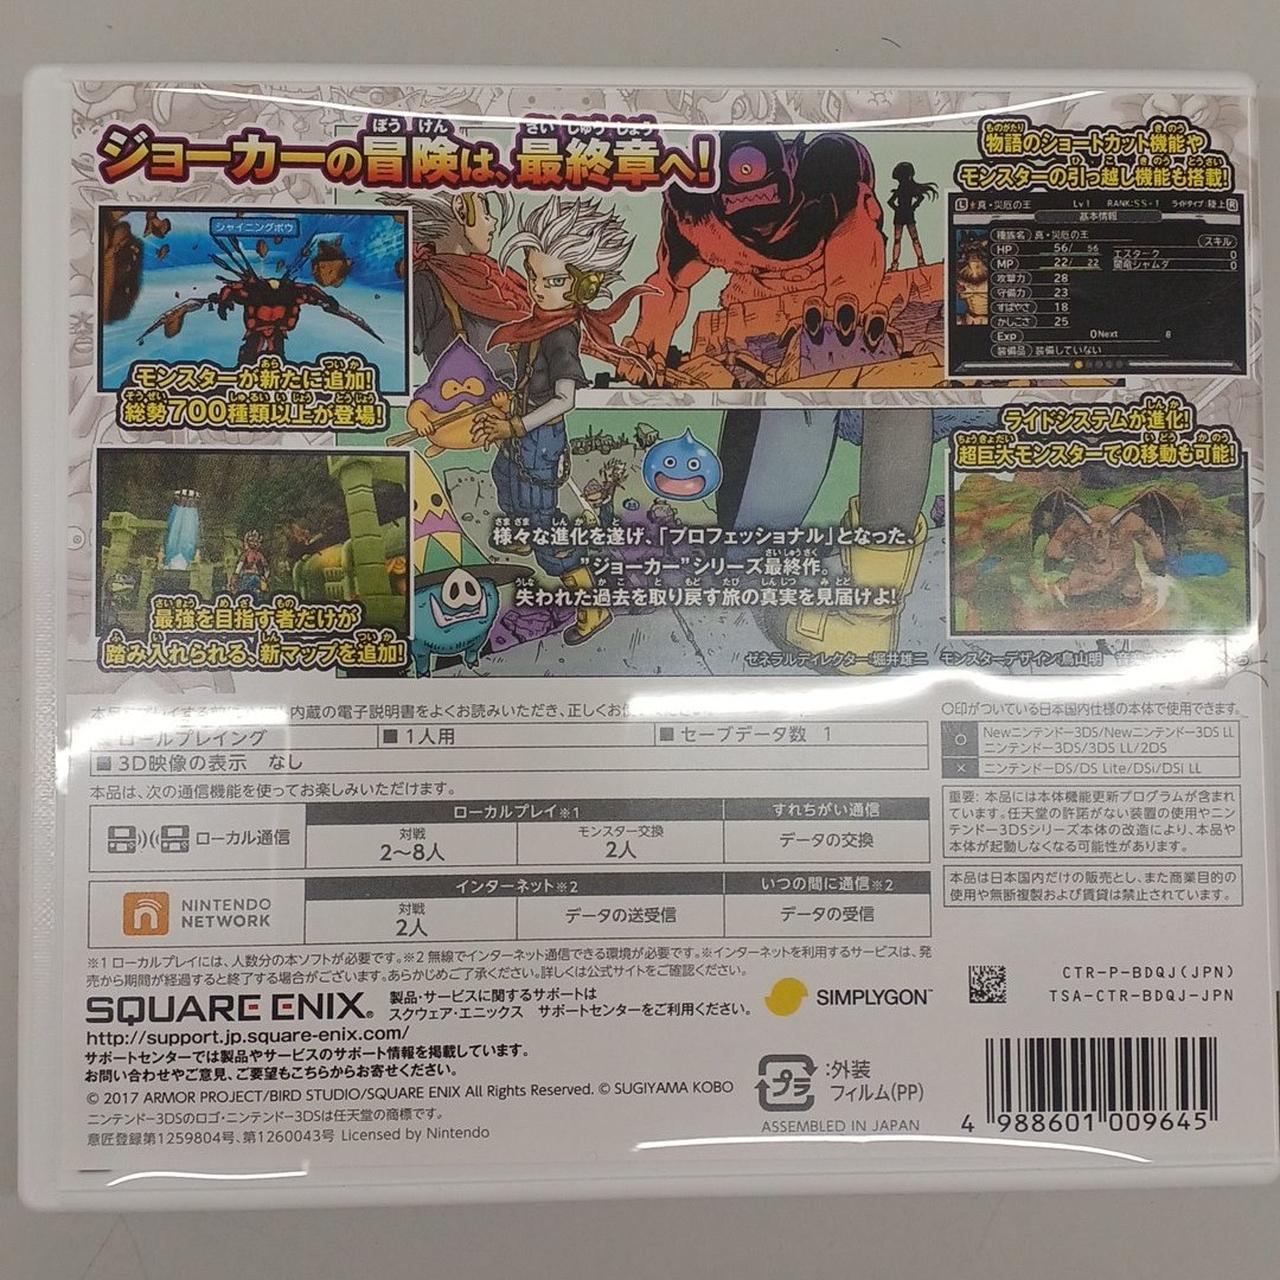 ジョーカーの冒険は、最終章へ!
シャイニングボウ
モンスターが新たに追加!
総勢700種類以上が登場!
最強を目指す者だけが
踏み入れられる、新マップを追加!
物語のショートカット機能や
モンスターの引っ越し機能も搭載!
L 真・災厄の王 Lv1 RANK:SS-1 ライドタイプ:陸上 R
基本情報
種族名 真・災厄の王
スキル
HP 56/ 56 エスターク 0
MP 22/ 22 闇竜シャムダ 0
攻撃力 28
守備力 23
すばやさ 18
かしこさ 25
Exp 0 Next 8
装備品 装備していない
ライドシステムが進化!
超巨大モンスターでの移動も可能!
様々な進化を遂げ、「プロフェッショナル」となった、
"ジョーカー"シリーズ最終作。
失われた過去を取り戻す旅の真実を見届けよ!
ゼネラルディレクター:堀井雄二 モンスターデザイン:鳥山明
内蔵の電子説明書をよくお読みいただき、正しくお
ロールプレイング ■1人用 ■セーブデータ数 1
■3D映像の表示 なし
本品は、次の通信機能を使ってお楽しみいただけます。
ローカル通信
ローカルプレイ※1 すれちがい通信
対戦 モンスター交換 データの交換
2〜8人 2人
NINTENDO
NETWORK
インターネット※2 いつの間に通信※2
対戦 データの送受信 データの受信
2人
※1 ローカルプレイには、人数分の本ソフトが必要です。※2 無線でインターネット通信できる環境が必要です。※インターネットを利用するサービスは、発
売から期間が経過すると終了する場合がございます。あらかじめご了承ください。詳しくは公式サイトをご確認ください。
○印がついている日本国内仕様の本体で使用できます。
○ Newニンテンドー3DS/Newニンテンドー3DS LL
ニンテンドー3DS/3DS LL/2DS
× ニンテンドーDS/DS Lite/DSi/DSi LL
重要: 本品には本体機能更新プログラムが含まれ
ています。任天堂の許諾がない装置の使用やニン
テンドー3DSシリーズ本体の改造により、本品や
本体が起動しなくなる可能性があります。
本品は日本国内だけの販売とし、また商業目的の
使用や無断複製および賃貸は禁止されています。
SQUARE ENIX.
製品・サービスに関するサポートは
スクウェア・エニックス サポートセンターをご利用ください。
http://support.jp.square-enix.com/
サポートセンターでは製品やサービスのサポート情報を掲載しています。
お問い合わせやご意見、ご要望もこちらからお寄せください。
© 2017 ARMOR PROJECT/BIRD STUDIO/SQUARE ENIX All Rights Reserved. © SUGIYAMA KOBO
ニンテンドー3DSのロゴ・ニンテンドー3DSは任天堂の商標です。
意匠登録第1259804号、第1260043号 Licensed by Nintendo
SIMPLYGON™
プラ :外装
フィルム(PP)
ASSEMBLED IN JAPAN
CTR-P-BDQJ(JPN)
TSA-CTR-BDQJ-JPN
4 988601 009645